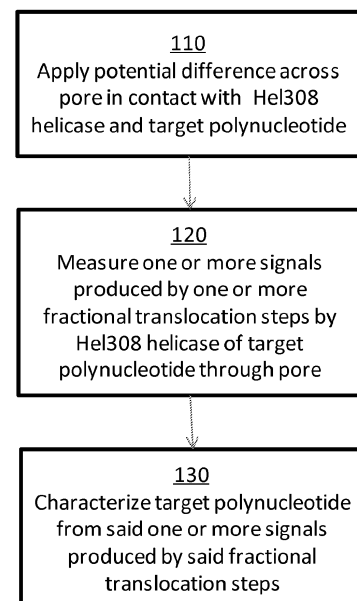 110
Apply potential difference across
pore in contact with Hel308
helicase and target polynucleotide
120
Measure one or more signals
produced by one or more
fractional translocation steps by
Hel308 helicase of target
polynucleotide through pore
130
Characterize target polynucleotide
from said one or more signals
produced by said fractional
translocation steps